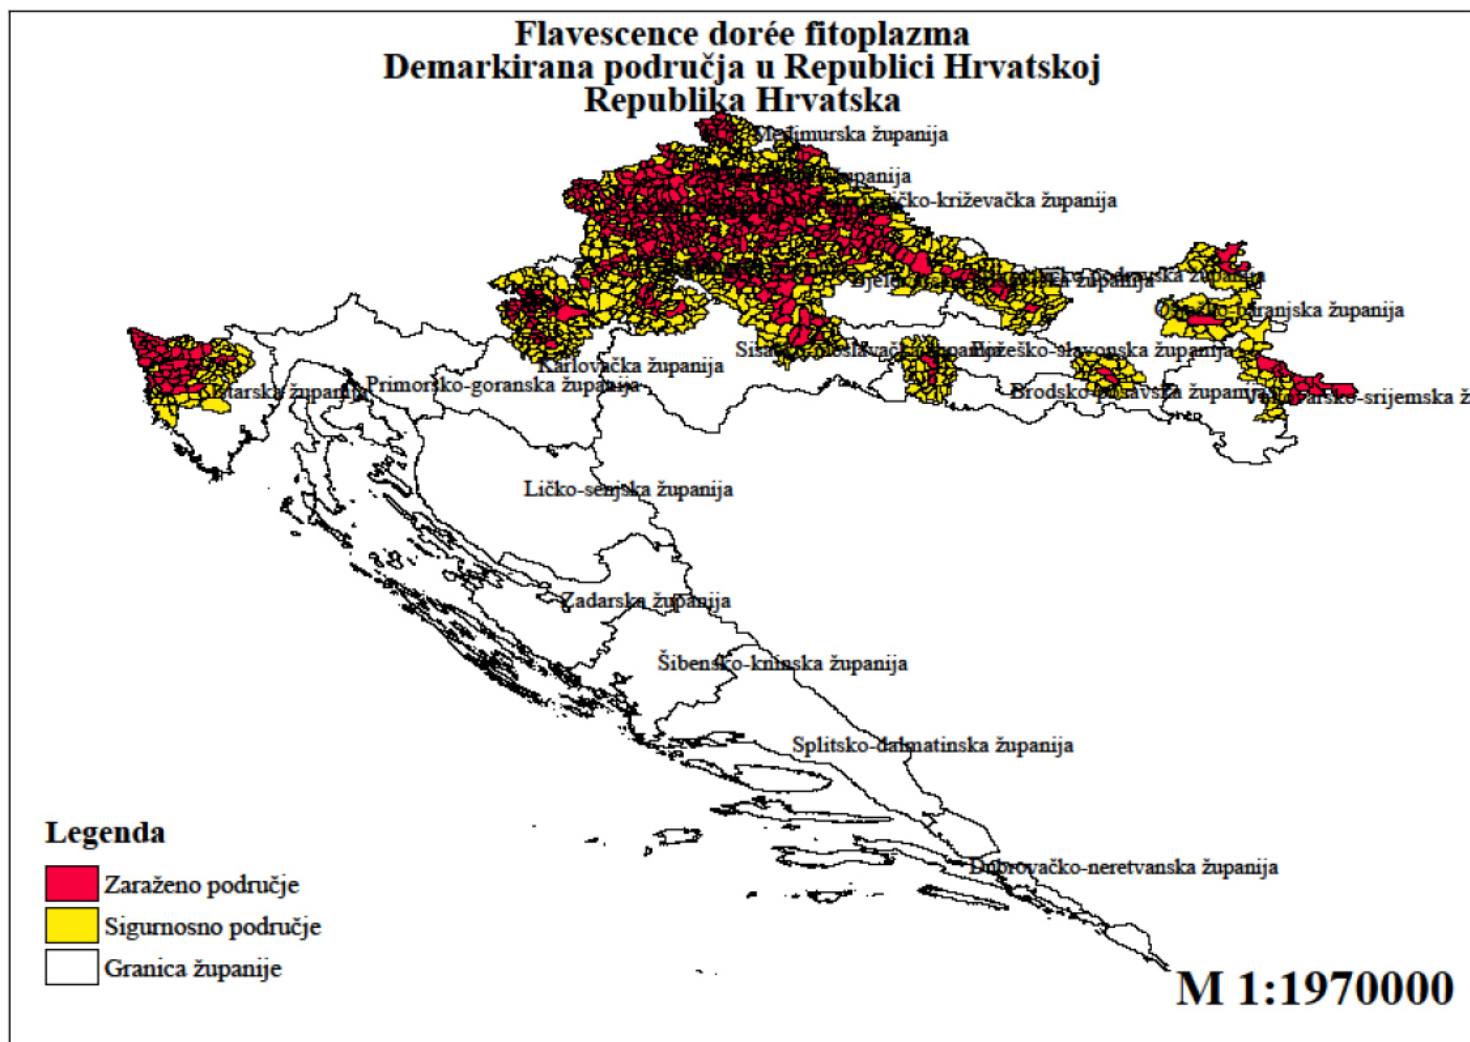 Flavescence dorée fitoplazma
Demarkirana područja u Republici Hrvatskoj
Republika Hrvatska
Međimurska županija
županija
županija
Karlovačka županija
Požeško-slavonska županija
Osječko-baranjska županija
Istarska županija
Primorsko-goranska županija
Brodsko-posavska županija
Ličko-senjska županija
Zadarska županija
Šibensko-kninska županija
Splitsko-dalmatinska županija
Dubrovačko-neretvanska županija
Legenda
Zaraženo područje
Sigurnosno područje
Granica županije
M 1:1970000